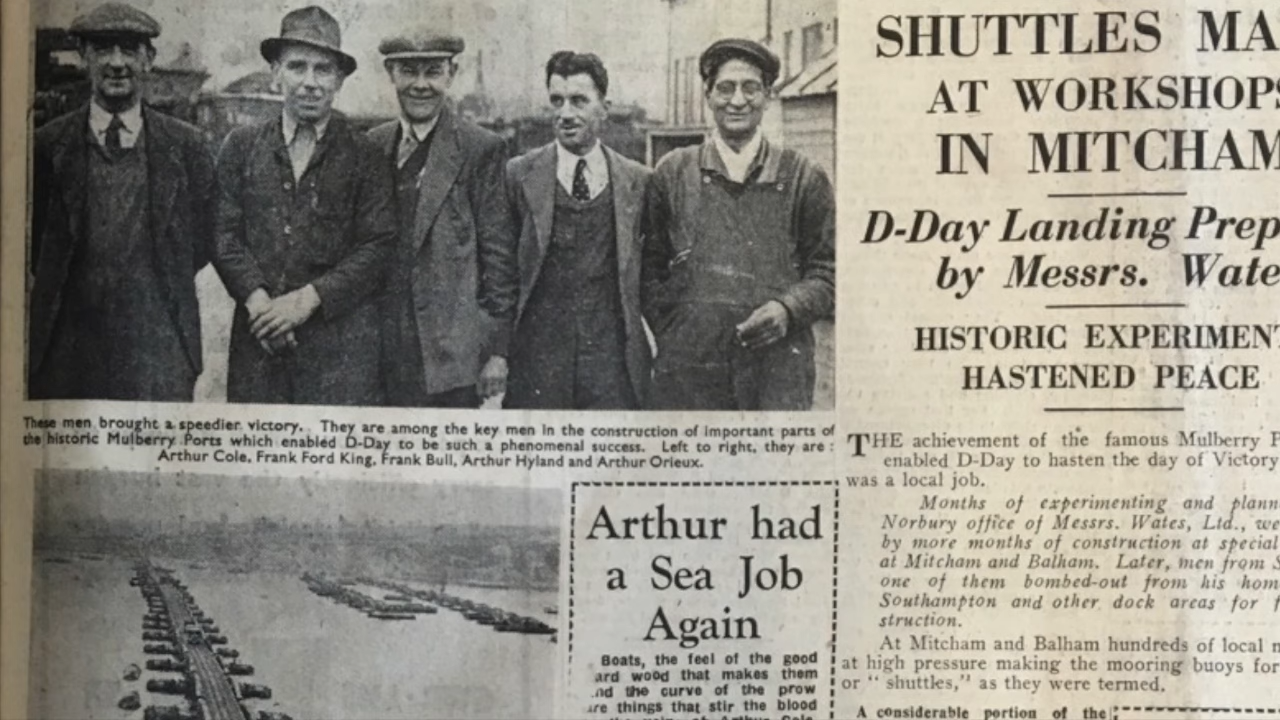 These men brought a speedier victory. They are among the key men in the construction of important parts of
the historic Mulberry Ports which enabled D-Day to be such a phenomenal success. Left to right, they are :
Arthur Cole, Frank Ford King, Frank Bull, Arthur Hyland and Arthur Orieux.
Arthur had
a Sea Job
Again
Boats, the feel of the good
ard wood that makes them
nd the curve of the prow
re things that stir the blood
Arthur Cole
SHUTTLES MA
AT WORKSHOPS
IN MITCHAM
D-Day Landing Prep
by Messrs. Wate
HISTORIC EXPERIMENT
HASTENED PEACE
THE achievement of the famous Mulberry P
enabled D-Day to hasten the day of Victory
was a local job.
Months of experimenting and plann
Norbury office of Messrs. Wates, Ltd., we
by more months of construction at special
at Mitcham and Balham. Later, men from S
one of them bombed-out from his hom
Southampton and other dock areas for f
struction.
At Mitcham and Balham hundreds of local m
at high pressure making the mooring buoys for
or " shuttles," as they were termed.
A considerable portion of the